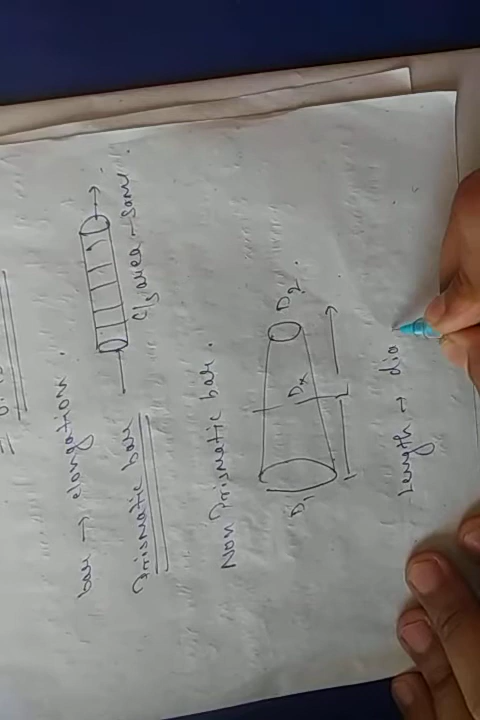 bar → elongation.
Prismatic bar
C/s area - Same.
Non Prismatic bar.
D₁
Dx
D₂.
L
Length → dia